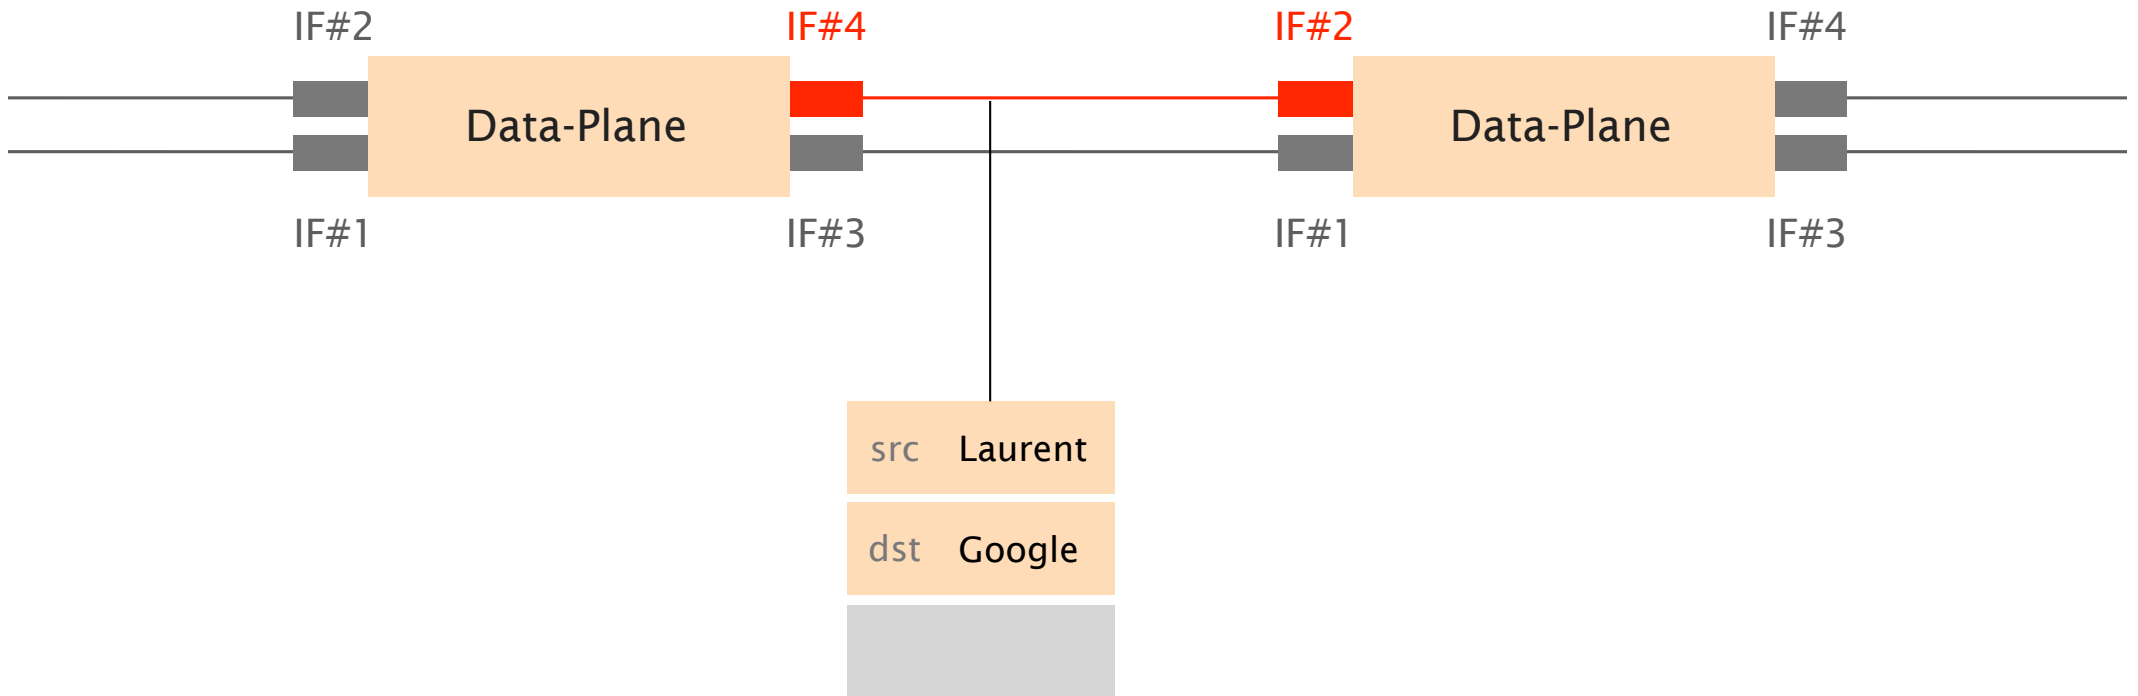 IF#2 IF#4 IF#2 IF#4
Data-Plane Data-Plane
IF#1 IF#3 IF#1 IF#3
src Laurent
dst Google